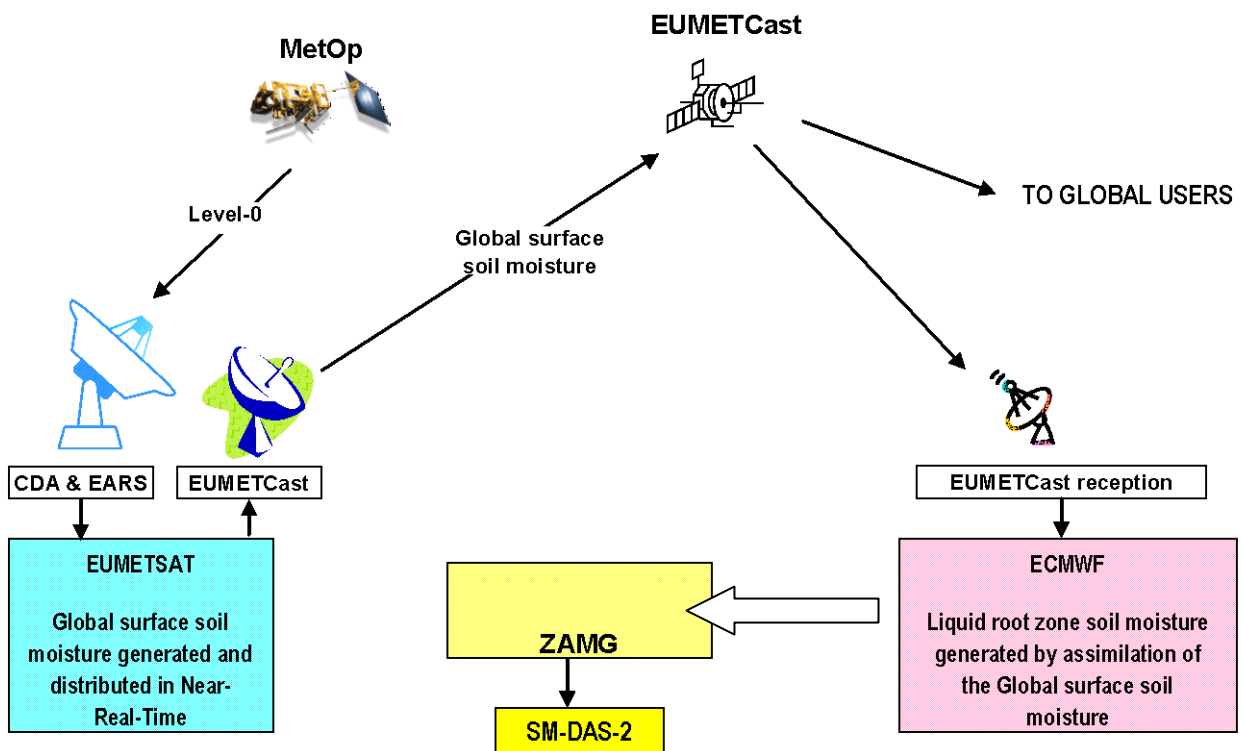 MetOp
EUMETCast
Level-0
Global surface
soil moisture
TO GLOBAL USERS
CDA & EARS
EUMETCast
EUMETCast reception
EUMETSAT
Global surface soil
moisture generated and
distributed in Near-
Real-Time
ZAMG
SM-DAS-2
ECMWF
Liquid root zone soil moisture
generated by assimilation of
the Global surface soil
moisture